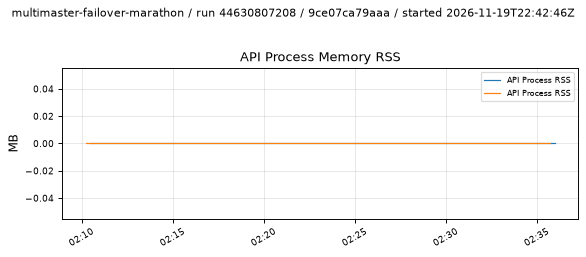 multimaster-failover-marathon / run 44630807208 / 9ce07ca79aaa / started 2026-11-19T22:42:46Z
API Process Memory RSS
API Process RSS
API Process RSS
MB
0.04
0.02
0.00
−0.02
−0.04
02:10
02:15
02:20
02:25
02:30
02:35